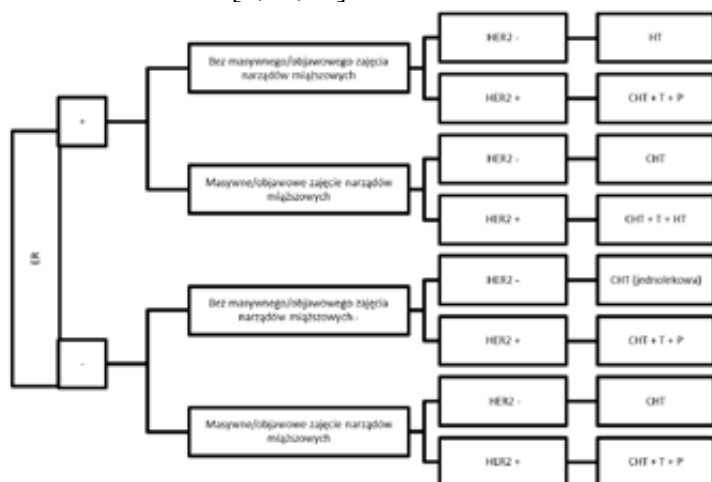 Bez masywnego/objawowego zajęcia
narządów miąższowych
HER2 -
HT
HER2 +
CHT + T + P
+
Masywne/objawowe zajęcie narządów
miąższowych
HER2 -
CHT
HER2 +
CHT + T + HT
ER
Bez masywnego/objawowego zajęcia
narządów miąższowych-
HER2 -
CHT (jednolekowa)
HER2 +
CHT + T + P
-
Masywne/objawowe zajęcie narządów
miąższowych
HER2 -
CHT
HER2 +
CHT + T + P